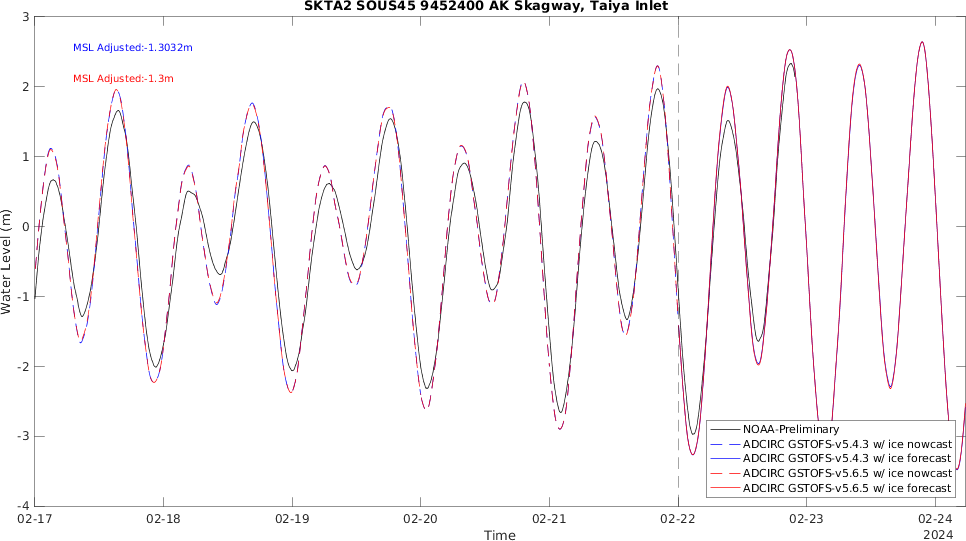 SKTA2 SOUS45 9452400 AK Skagway, Taiya Inlet
MSL Adjusted:-1.3032m
MSL Adjusted:-1.3m
Water Level (m)
3
2
1
0
-1
-2
-3
-4
NOAA-Preliminary
ADCIRC GSTOFS-v5.4.3 w/ ice nowcast
ADCIRC GSTOFS-v5.4.3 w/ ice forecast
ADCIRC GSTOFS-v5.6.5 w/ ice nowcast
ADCIRC GSTOFS-v5.6.5 w/ ice forecast
02-17 02-18 02-19 02-20 02-21 02-22 02-23 02-24
Time
2024